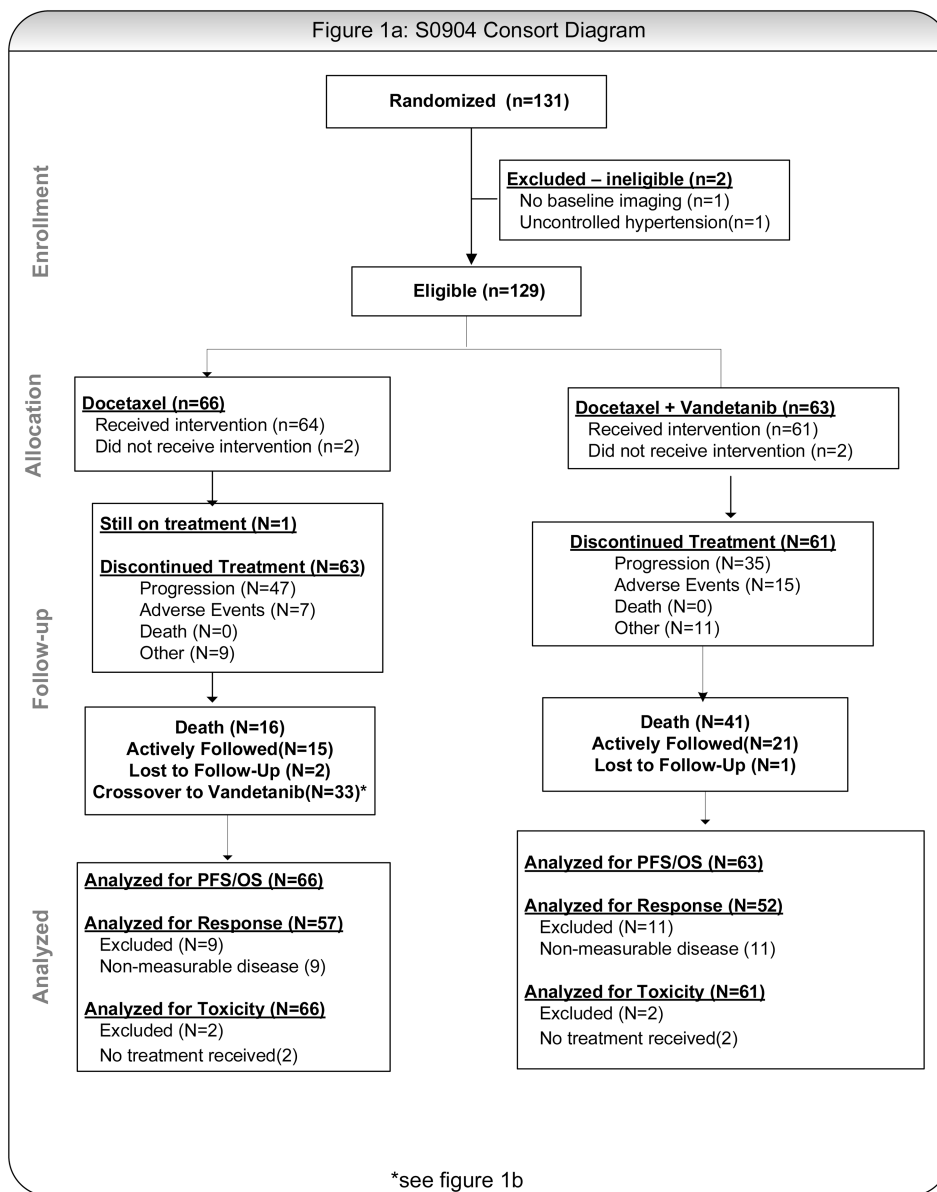 Figure 1a: S0904 Consort Diagram
Randomized (n=131)
Enrollment
Excluded – ineligible (n=2)
No baseline imaging (n=1)
Uncontrolled hypertension(n=1)
Eligible (n=129)
Allocation
Docetaxel (n=66)
Received intervention (n=64)
Did not receive intervention (n=2)
Docetaxel + Vandetanib (n=63)
Received intervention (n=61)
Did not receive intervention (n=2)
Follow-up
Still on treatment (N=1)
Discontinued Treatment (N=63)
Progression (N=47)
Adverse Events (N=7)
Death (N=0)
Other (N=9)
Discontinued Treatment (N=61)
Progression (N=35)
Adverse Events (N=15)
Death (N=0)
Other (N=11)
Death (N=16)
Actively Followed(N=15)
Lost to Follow-Up (N=2)
Crossover to Vandetanib(N=33)*
Death (N=41)
Actively Followed(N=21)
Lost to Follow-Up (N=1)
Analyzed
Analyzed for PFS/OS (N=66)
Analyzed for Response (N=57)
Excluded (N=9)
Non-measurable disease (9)
Analyzed for Toxicity (N=66)
Excluded (N=2)
No treatment received(2)
Analyzed for PFS/OS (N=63)
Analyzed for Response (N=52)
Excluded (N=11)
Non-measurable disease (11)
Analyzed for Toxicity (N=61)
Excluded (N=2)
No treatment received(2)
*see figure 1b